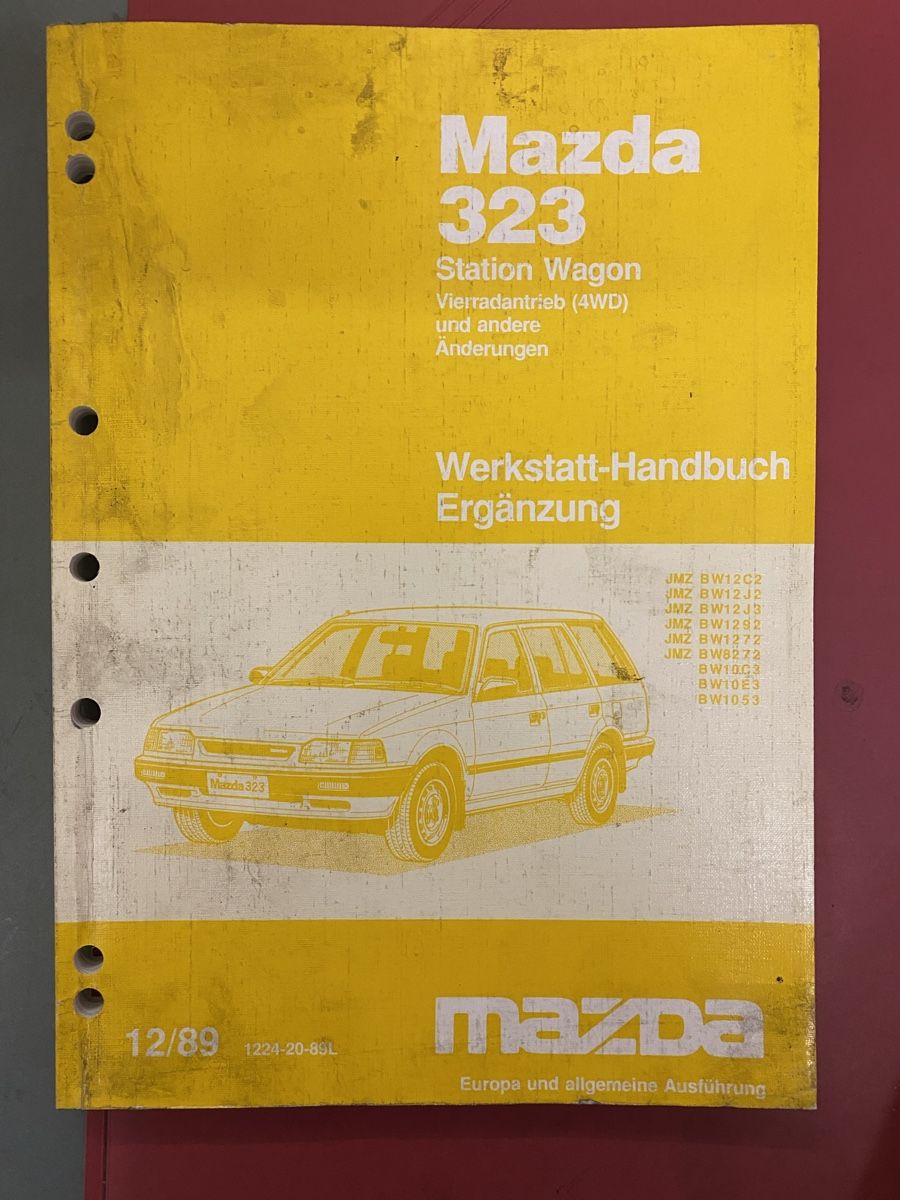 Mazda
323
Station Wagon
Vierradantrieb (4WD)
und andere
Änderungen
Werkstatt-Handbuch
Ergänzung
JMZ BW12C2
JMZ BW12J2
JMZ BW12J3
JMZ BW1292
JMZ BW1272
JMZ BW8272
BW10C3
BW10E3
BW1053
Mazda 323
12/89 1224-20-89L
mazda
Europa und allgemeine Ausführung